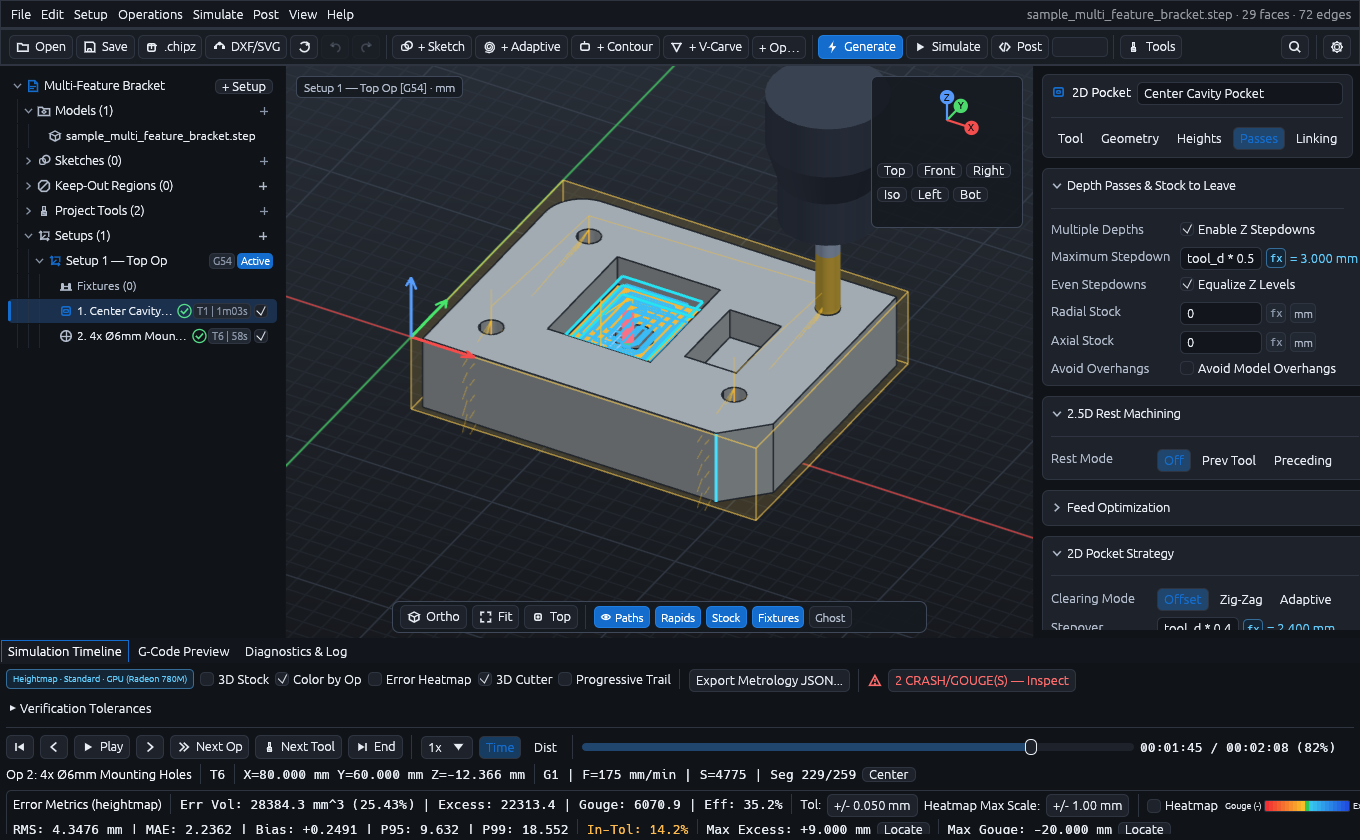 File Edit Setup Operations Simulate Post View Help
sample_multi_feature_bracket.step · 29 faces · 72 edges
Open Save .chipz DXF/SVG + Sketch + Adaptive + Contour + V-Carve + Op… Generate Simulate Post Tools
Multi-Feature Bracket + Setup
Models (1) +
sample_multi_feature_bracket.step
Sketches (0) +
Keep-Out Regions (0) +
Project Tools (2) +
Setups (1) +
Setup 1 — Top Op G54 Active
Fixtures (0)
1. Center Cavity... T1 | 1m03s
2. 4x Ø6mm Moun... T6 | 58s
Setup 1 — Top Op [G54] · mm
Z Y X
Top Front Right
Iso Left Bot
Ortho Fit Top Paths Rapids Stock Fixtures Ghost
2D Pocket Center Cavity Pocket
Tool Geometry Heights Passes Linking
Depth Passes & Stock to Leave
Multiple Depths Enable Z Stepdowns
Maximum Stepdown tool_d * 0.5 fx = 3.000 mm
Even Stepdowns Equalize Z Levels
Radial Stock 0 fx mm
Axial Stock 0 fx mm
Avoid Overhangs Avoid Model Overhangs
2.5D Rest Machining
Rest Mode Off Prev Tool Preceding
Feed Optimization
2D Pocket Strategy
Clearing Mode Offset Zig-Zag Adaptive
Stepover tool_d * 0.4 fx = 2.400 mm
Simulation Timeline G-Code Preview Diagnostics & Log
Heightmap · Standard · GPU (Radeon 780M) 3D Stock Color by Op Error Heatmap 3D Cutter Progressive Trail Export Metrology JSON... 2 CRASH/GOUGE(S) — Inspect
Verification Tolerances
Play Next Op Next Tool End 1x Time Dist 00:01:45 / 00:02:08 (82%)
Op 2: 4x Ø6mm Mounting Holes T6 X=80.000 mm Y=60.000 mm Z=-12.366 mm G1 | F=175 mm/min | S=4775 | Seg 229/259 Center
Error Metrics (heightmap) Err Vol: 28384.3 mm^3 (25.43%) | Excess: 22313.4 | Gouge: 6070.9 | Eff: 35.2% Tol: +/- 0.050 mm Heatmap Max Scale: +/- 1.00 mm Heatmap Gouge (-) Ex
RMS: 4.3476 mm | MAE: 2.2362 | Bias: +0.2491 | P95: 9.632 | P99: 18.552 In-Tol: 14.2% Max Excess: +9.000 mm Locate Max Gouge: -20.000 mm Locate